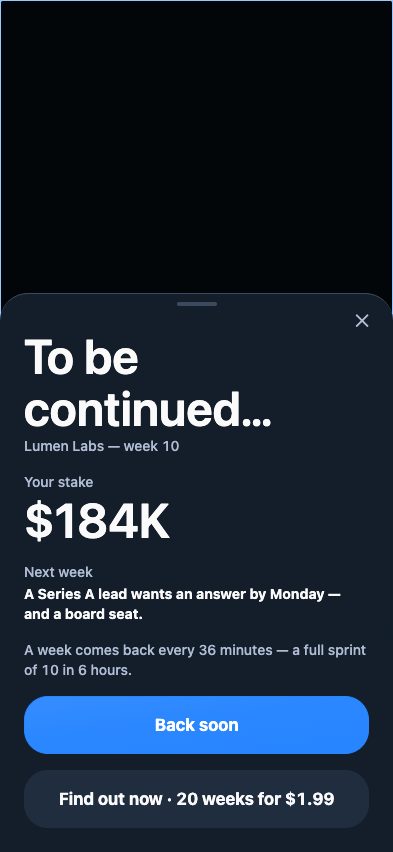 To be
continued...
Lumen Labs — week 10
Your stake
$184K
Next week
A Series A lead wants an answer by Monday —
and a board seat.
A week comes back every 36 minutes — a full sprint
of 10 in 6 hours.
Back soon
Find out now · 20 weeks for $1.99